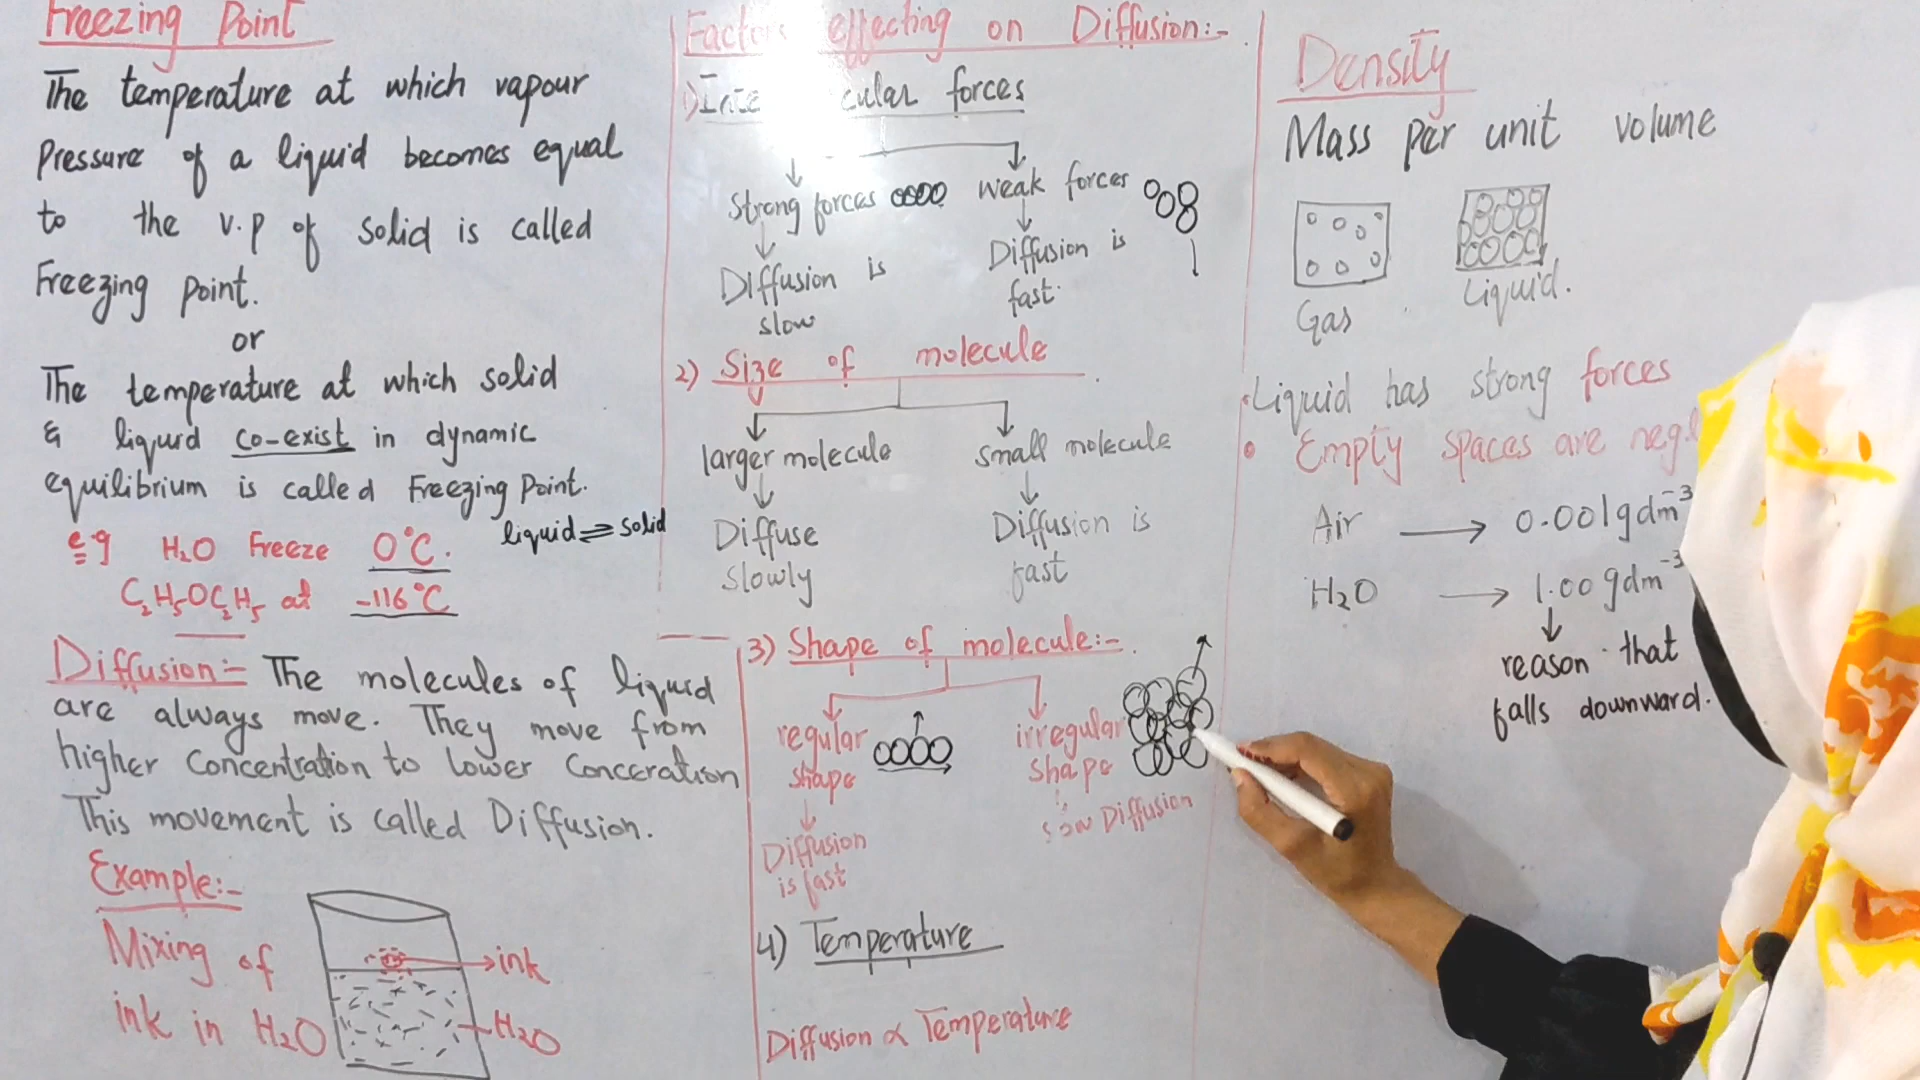 Freezing Point
The temperature at which vapour
Pressure of a liquid becomes equal
to the v.p of solid is called
Freezing Point.
or
The temperature at which solid
& liquid co-exist in dynamic
equilibrium is called Freezing Point.
liquid ⇌ solid
e.g H₂O Freeze 0°C.
C₂H₅OC₂H₅ at -116°C
Diffusion:- The molecules of liquid
are always move. They move from
higher Concentration to lower Conceration
This movement is called Diffusion.
Example:-
Mixing of
ink in H₂O
ink
H₂O
Factors effecting on Diffusion:-
1) cular forces
Strong forces
weak forces
Diffusion is
slow
Diffusion is
fast.
2) Size of molecule
larger molecule
small molecule
Diffuse
slowly
Diffusion is
fast
3) Shape of molecule:-
regular
shape
irregular
shape
Diffusion
is fast
Diffusion
4) Temperature
Diffusion ∝ Temperature
Density
Mass per unit volume
Gas
Liquid.
• Liquid has strong forces
• Empty spaces are negl
Air → 0.001gdm⁻³
H₂O → 1.00gdm⁻³
reason that
falls downward.